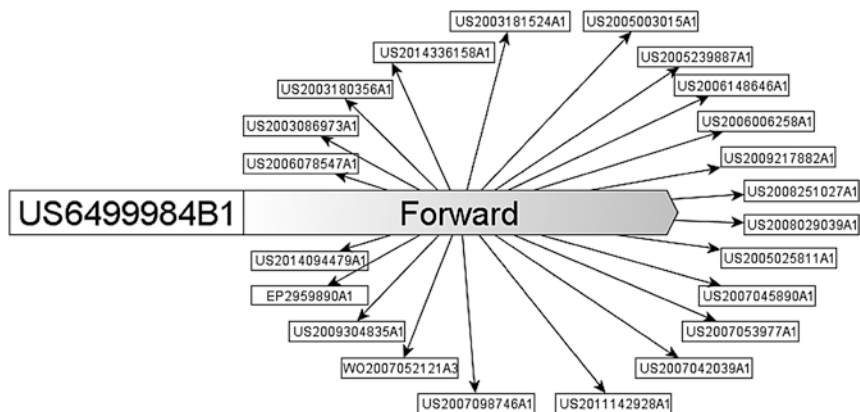 US2003181524A1
US2005003015A1
US2014336158A1
US2005239887A1
US2003180356A1
US2006148646A1
US2003086973A1
US2006006258A1
US2006078547A1
US2009217882A1
US6499984B1
Forward
US2008251027A1
US2008029039A1
US2014094479A1
US2005025811A1
EP2959890A1
US2007045890A1
US2009304835A1
US2007053977A1
WO2007052121A3
US2007042039A1
US2007098746A1
US2011142928A1